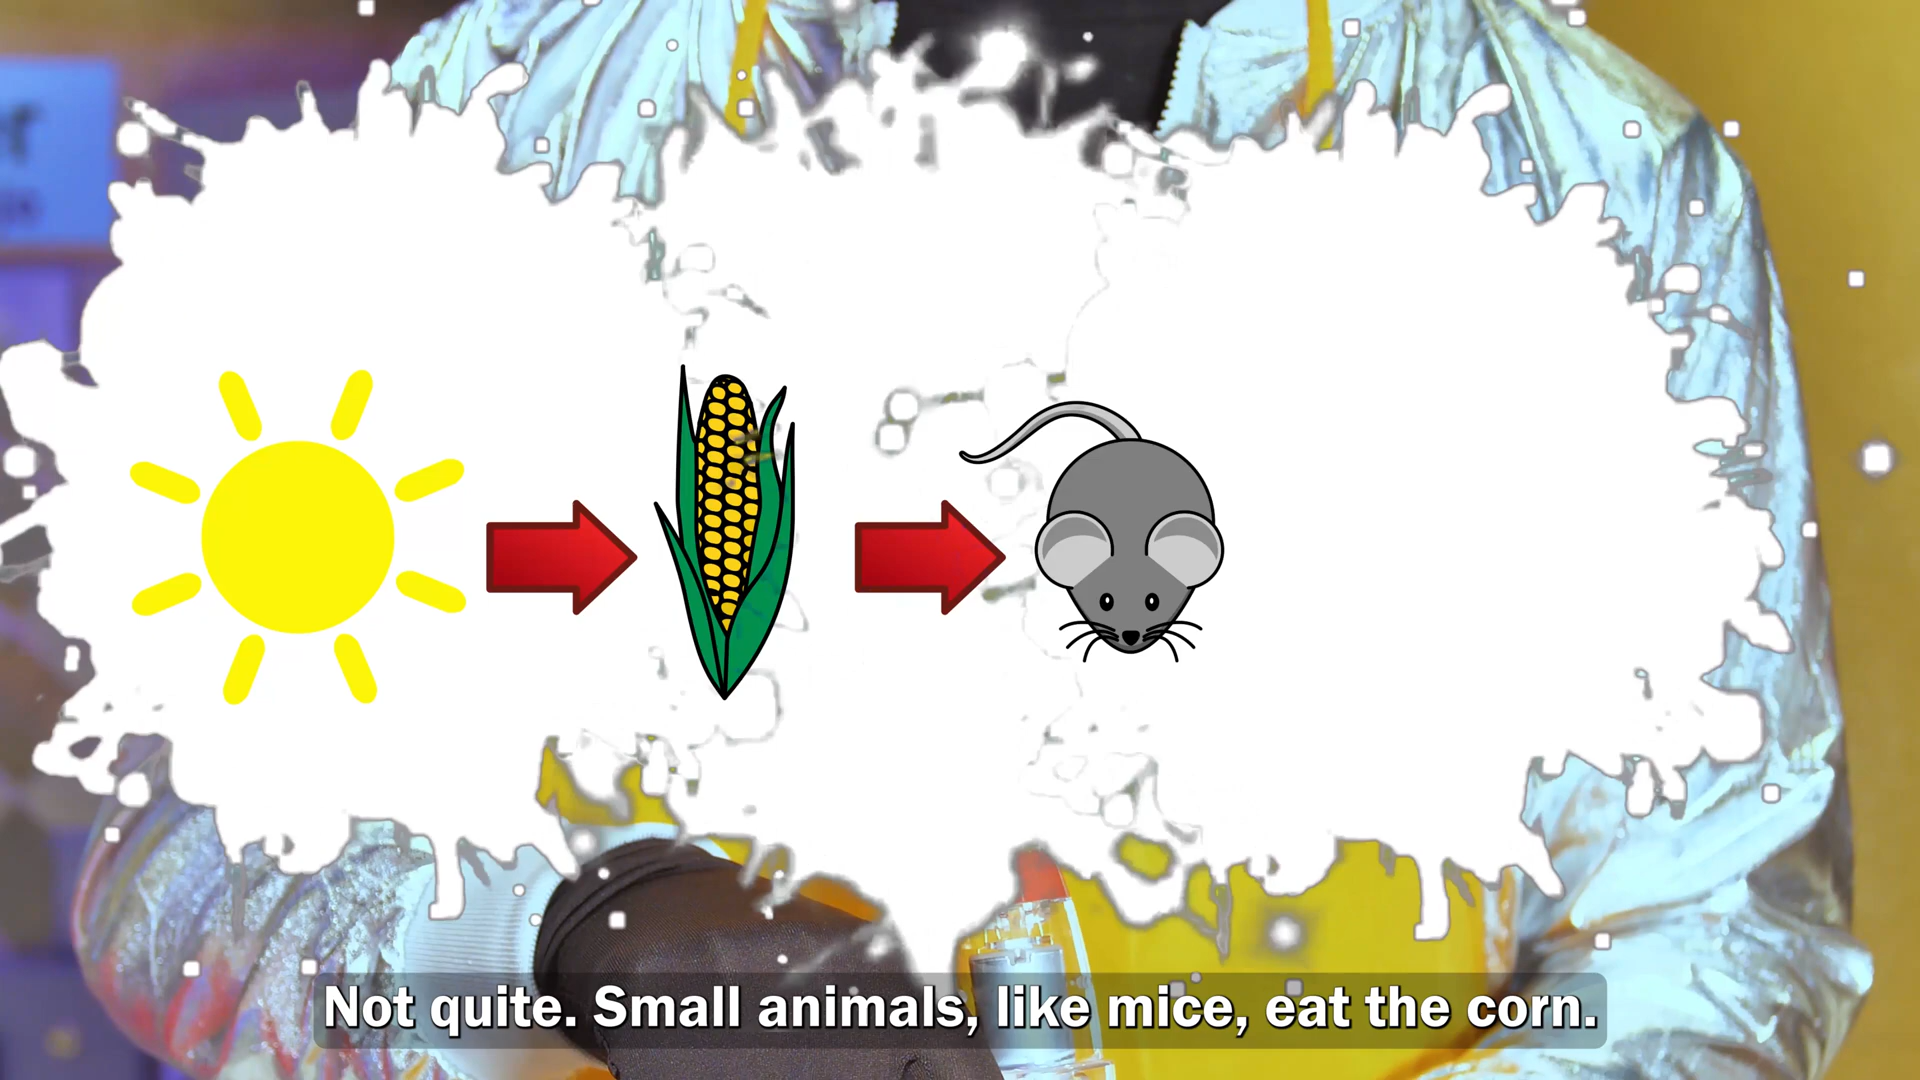 Not quite. Small animals, like mice, eat the corn.